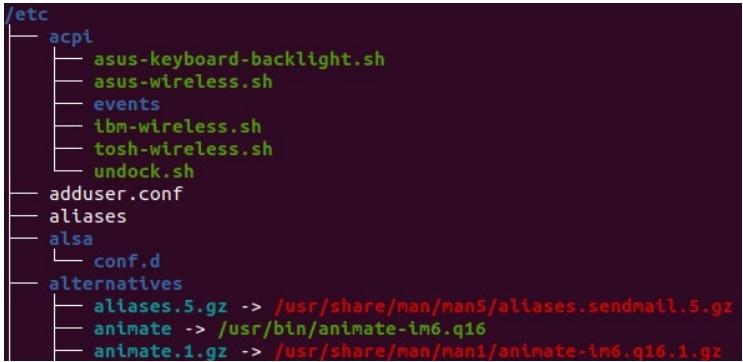 /etc
├── acpi
│   ├── asus-keyboard-backlight.sh
│   ├── asus-wireless.sh
│   ├── events
│   ├── ibm-wireless.sh
│   ├── tosh-wireless.sh
│   └── undock.sh
├── adduser.conf
├── aliases
├── alsa
│   └── conf.d
├── alternatives
│   ├── aliases.5.gz -> /usr/share/man/man5/aliases.sendmail.5.gz
│   ├── animate -> /usr/bin/animate-im6.q16
│   ├── animate.1.gz -> /usr/share/man/man1/animate-im6.q16.1.gz